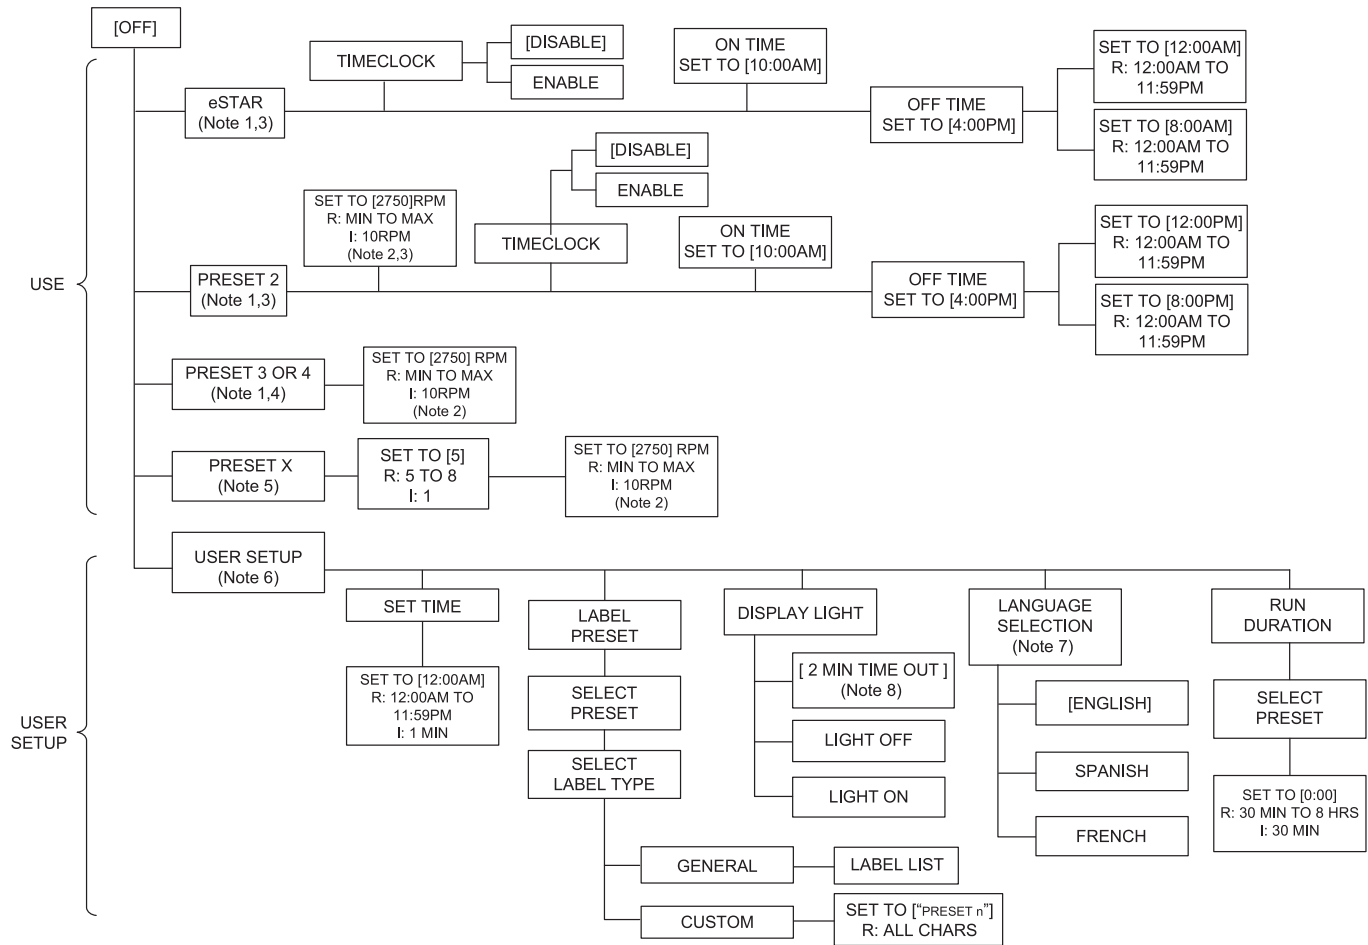 [OFF]
TIMECLOCK
[DISABLE]
ENABLE
ON TIME
SET TO [10:00AM]
eSTAR
(Note 1,3)
OFF TIME
SET TO [4:00PM]
SET TO [12:00AM]
R: 12:00AM TO
11:59PM
SET TO [8:00AM]
R: 12:00AM TO
11:59PM
USE
PRESET 2
(Note 1,3)
SET TO [2750]RPM
R: MIN TO MAX
I: 10RPM
(Note 2,3)
TIMECLOCK
[DISABLE]
ENABLE
ON TIME
SET TO [10:00AM]
OFF TIME
SET TO [4:00PM]
SET TO [12:00PM]
R: 12:00AM TO
11:59PM
SET TO [8:00PM]
R: 12:00AM TO
11:59PM
PRESET 3 OR 4
(Note 1,4)
SET TO [2750] RPM
R: MIN TO MAX
I: 10RPM
(Note 2)
PRESET X
(Note 5)
SET TO [5]
R: 5 TO 8
I: 1
SET TO [2750] RPM
R: MIN TO MAX
I: 10RPM
(Note 2)
USER
SETUP
USER SETUP
(Note 6)
SET TIME
SET TO [12:00AM]
R: 12:00AM TO
11:59PM
I: 1 MIN
LABEL
PRESET
SELECT
PRESET
SELECT
LABEL TYPE
GENERAL
LABEL LIST
CUSTOM
SET TO [“PRESET n”]
R: ALL CHARS
DISPLAY LIGHT
[ 2 MIN TIME OUT ]
(Note 8)
LIGHT OFF
LIGHT ON
LANGUAGE
SELECTION
(Note 7)
[ENGLISH]
SPANISH
FRENCH
RUN
DURATION
SELECT
PRESET
SET TO [0:00]
R: 30 MIN TO 8 HRS
I: 30 MIN